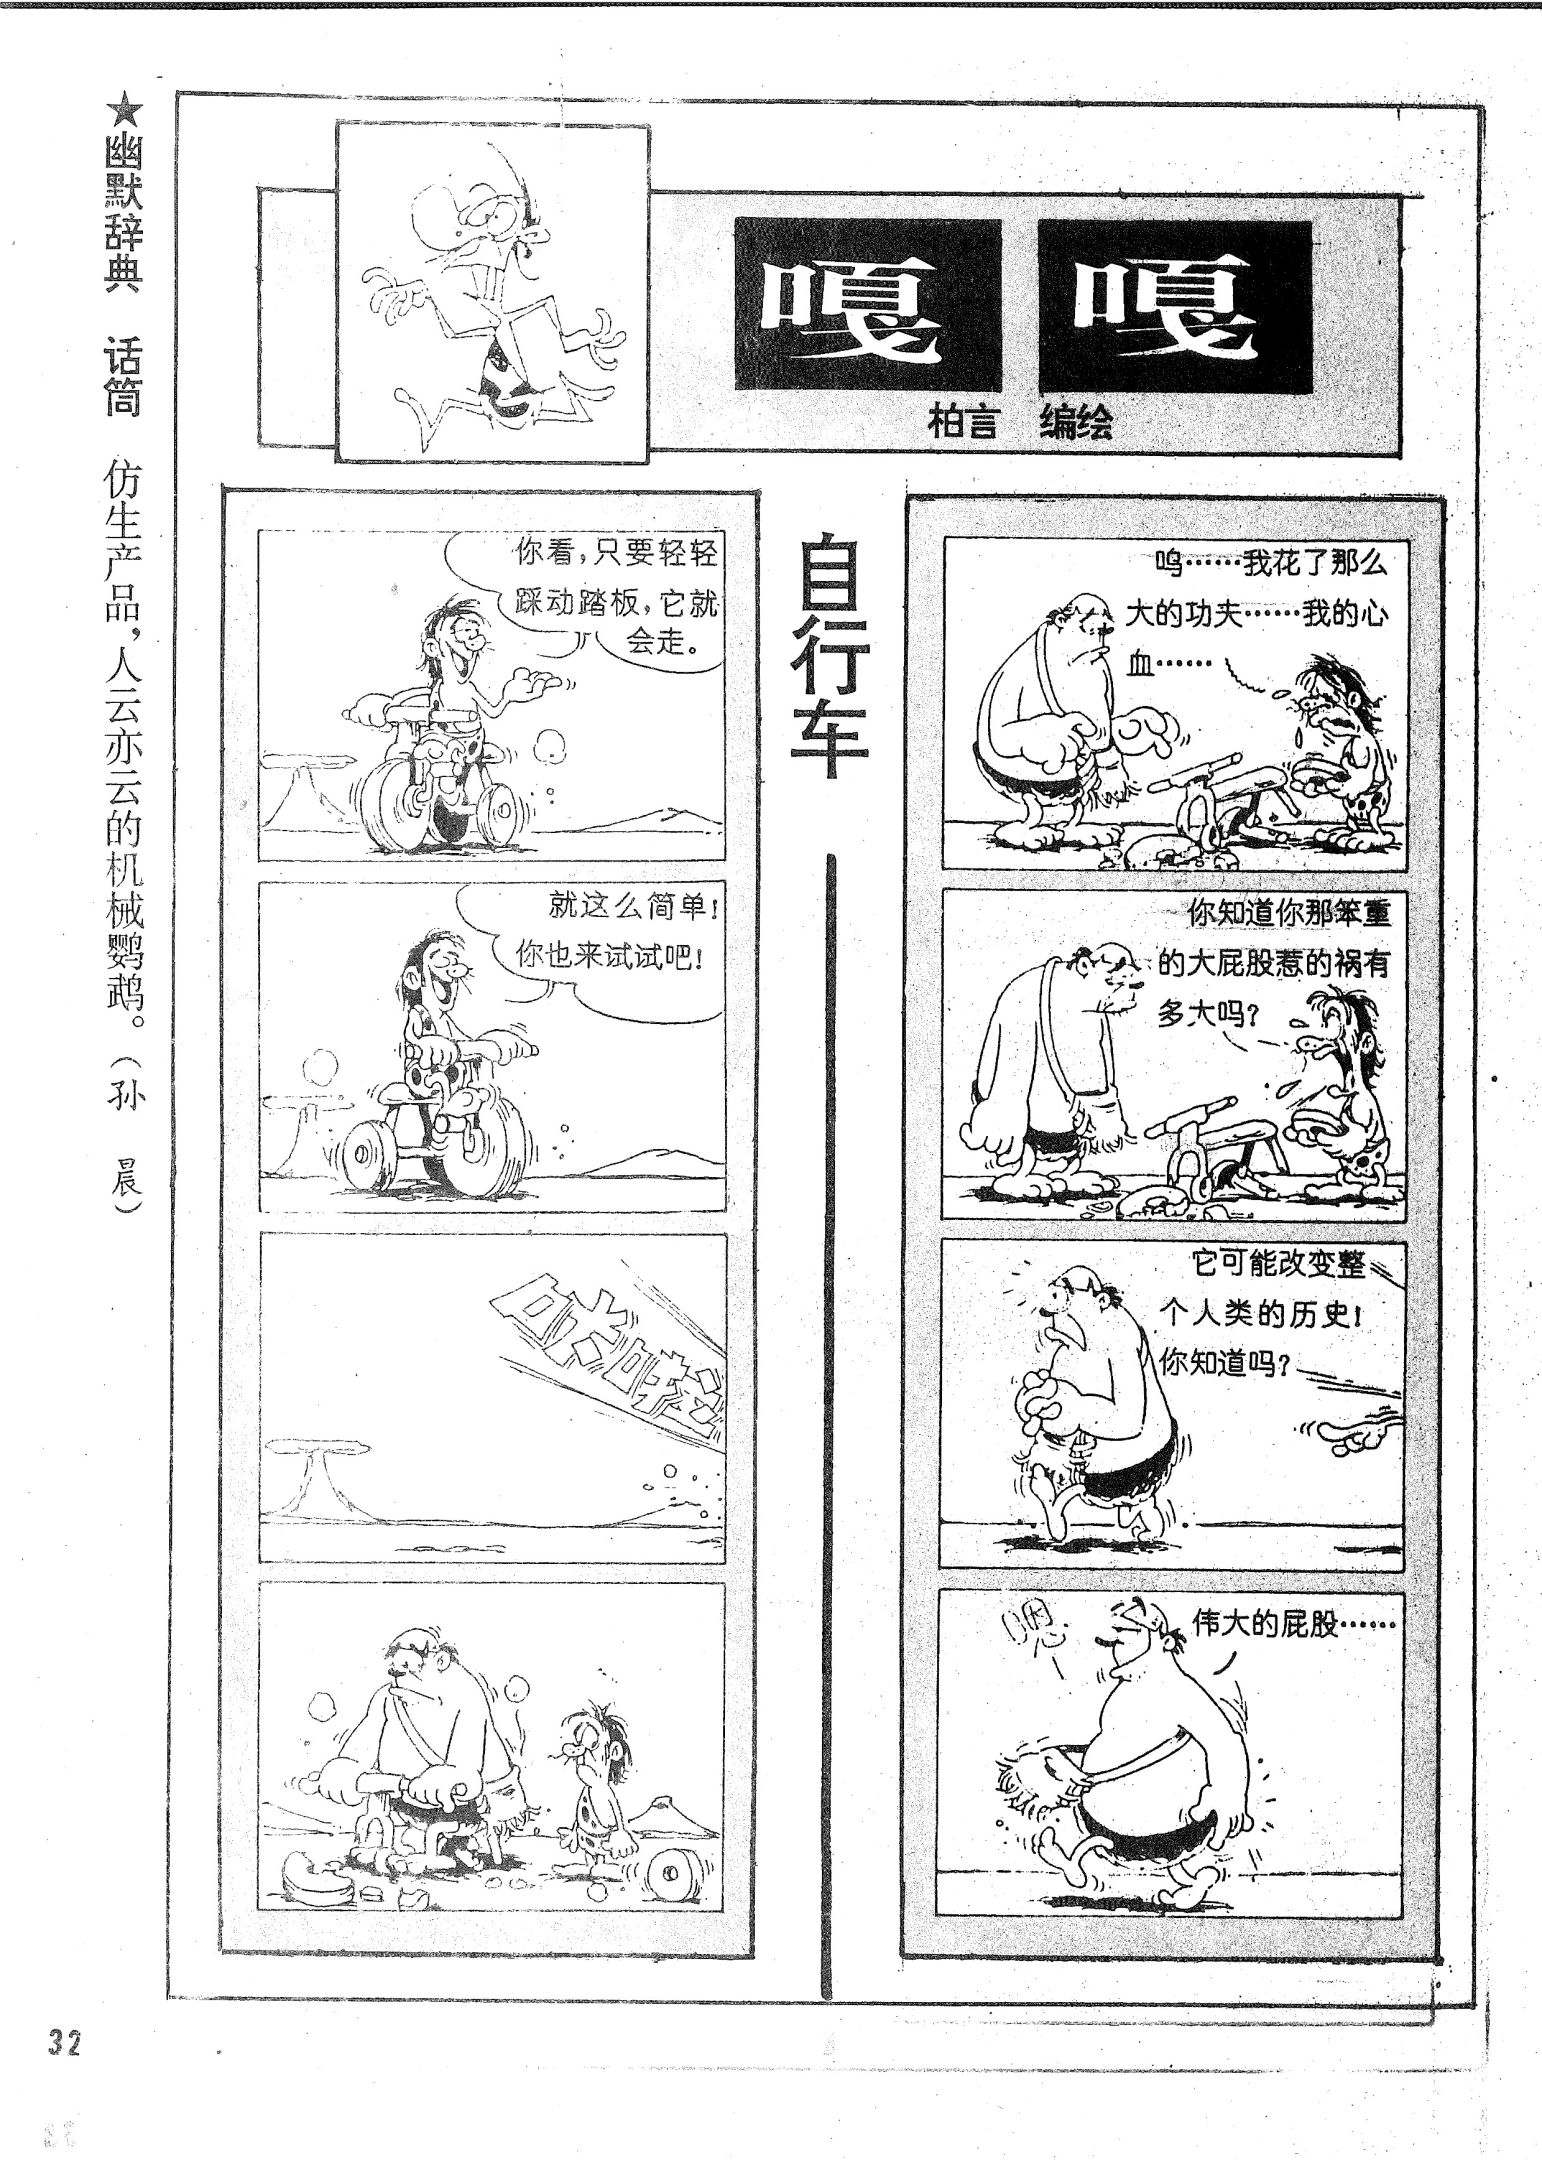 ★幽默辞典 话筒 仿生产品，人云亦云的机械鹦鹉。（孙 晨）
嘎 嘎
柏言 编绘
自行车
你看，只要轻轻
踩动踏板，它就
会走。
就这么简单！
你也来试试吧！
呜……我花了那么
大的功夫……我的心
血……
你知道你那笨重
的大屁股惹的祸有
多大吗？
它可能改变整
个人类的历史！
你知道吗？
嗯
伟大的屁股……
32